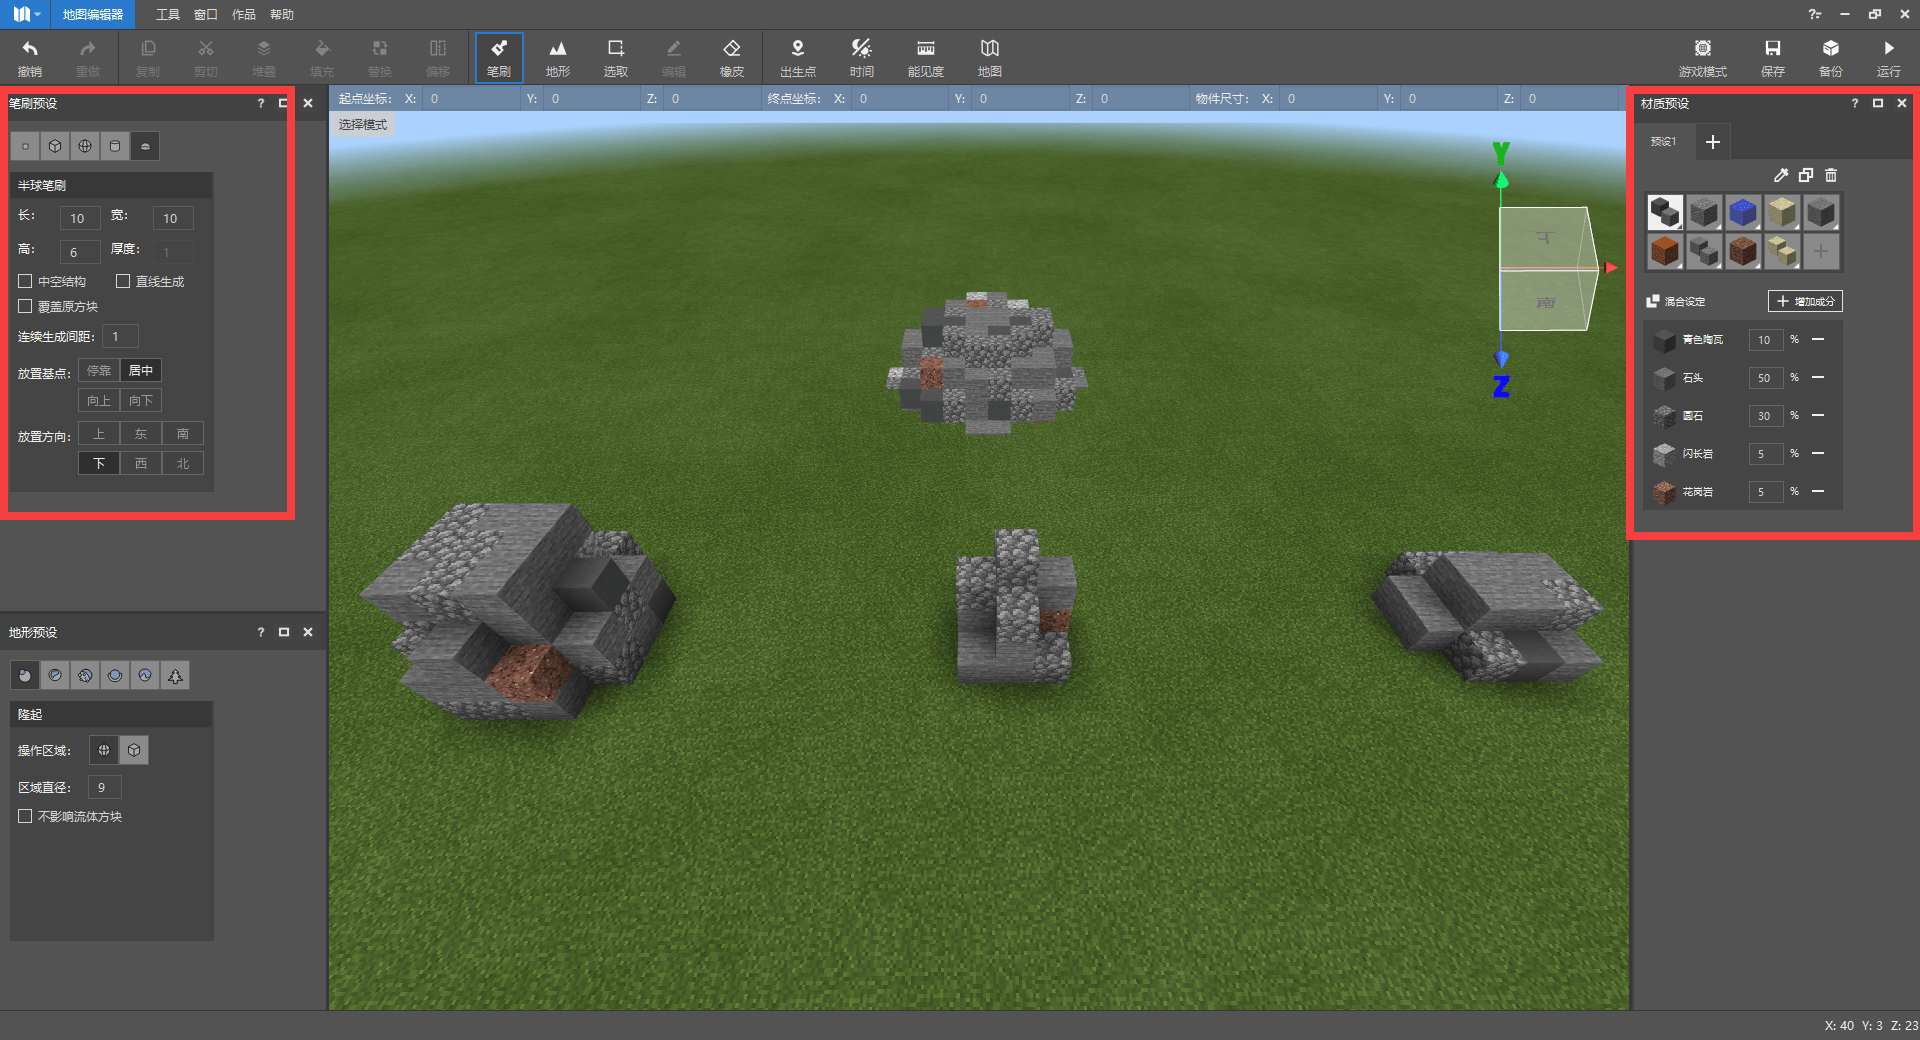 地图编辑器 工具 窗口 作品 帮助
撤销 重做 复制 剪切 堆叠 填充 替换 偏移 笔刷 地形 选取 编辑 橡皮 出生点 时间 能见度 地图 游戏模式 保存 备份 运行
笔刷预设 ?
起点坐标: X: 0 Y: 0 Z: 0 终点坐标: X: 0 Y: 0 Z: 0 物件尺寸: X: 0 Y: 0 Z: 0
选择模式
半球笔刷
长: 10 宽: 10
高: 6 厚度: 1
中空结构 直线生成
覆盖原方块
连续生成间距: 1
放置基点: 停靠 居中
向上 向下
放置方向: 上 东 南
下 西 北
地形预设 ?
隆起
操作区域:
区域直径: 9
不影响流体方块
Y
下
南
Z
材质预设 ?
预设1 +
混合设定 + 增加成分
青色陶瓦 10 %
石头 50 %
圆石 30 %
闪长岩 5 %
花岗岩 5 %
X: 40 Y: 3 Z: 23